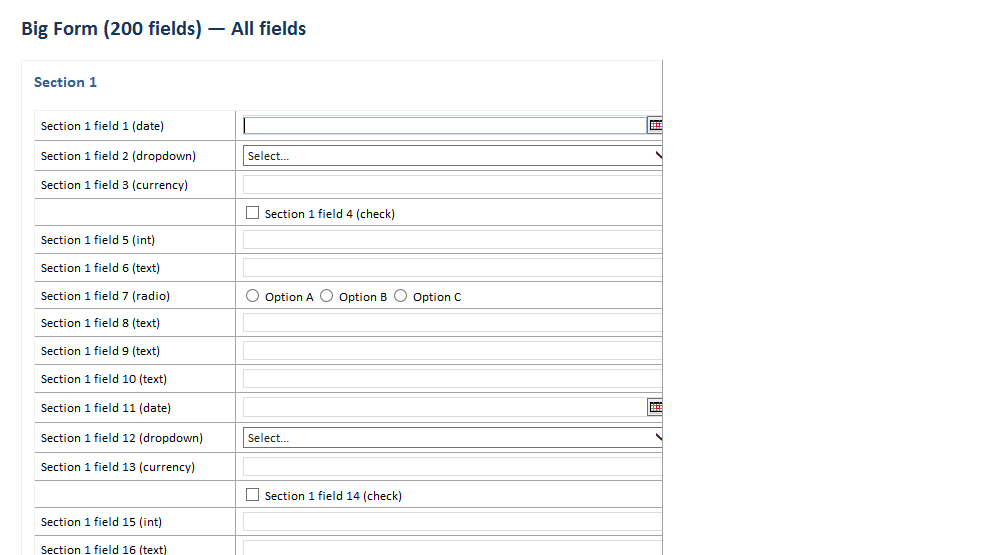 Big Form (200 fields) — All fields
Section 1
Section 1 field 1 (date)
Section 1 field 2 (dropdown) Select...
Section 1 field 3 (currency)
Section 1 field 4 (check)
Section 1 field 5 (int)
Section 1 field 6 (text)
Section 1 field 7 (radio) Option A Option B Option C
Section 1 field 8 (text)
Section 1 field 9 (text)
Section 1 field 10 (text)
Section 1 field 11 (date)
Section 1 field 12 (dropdown) Select...
Section 1 field 13 (currency)
Section 1 field 14 (check)
Section 1 field 15 (int)
Section 1 field 16 (text)